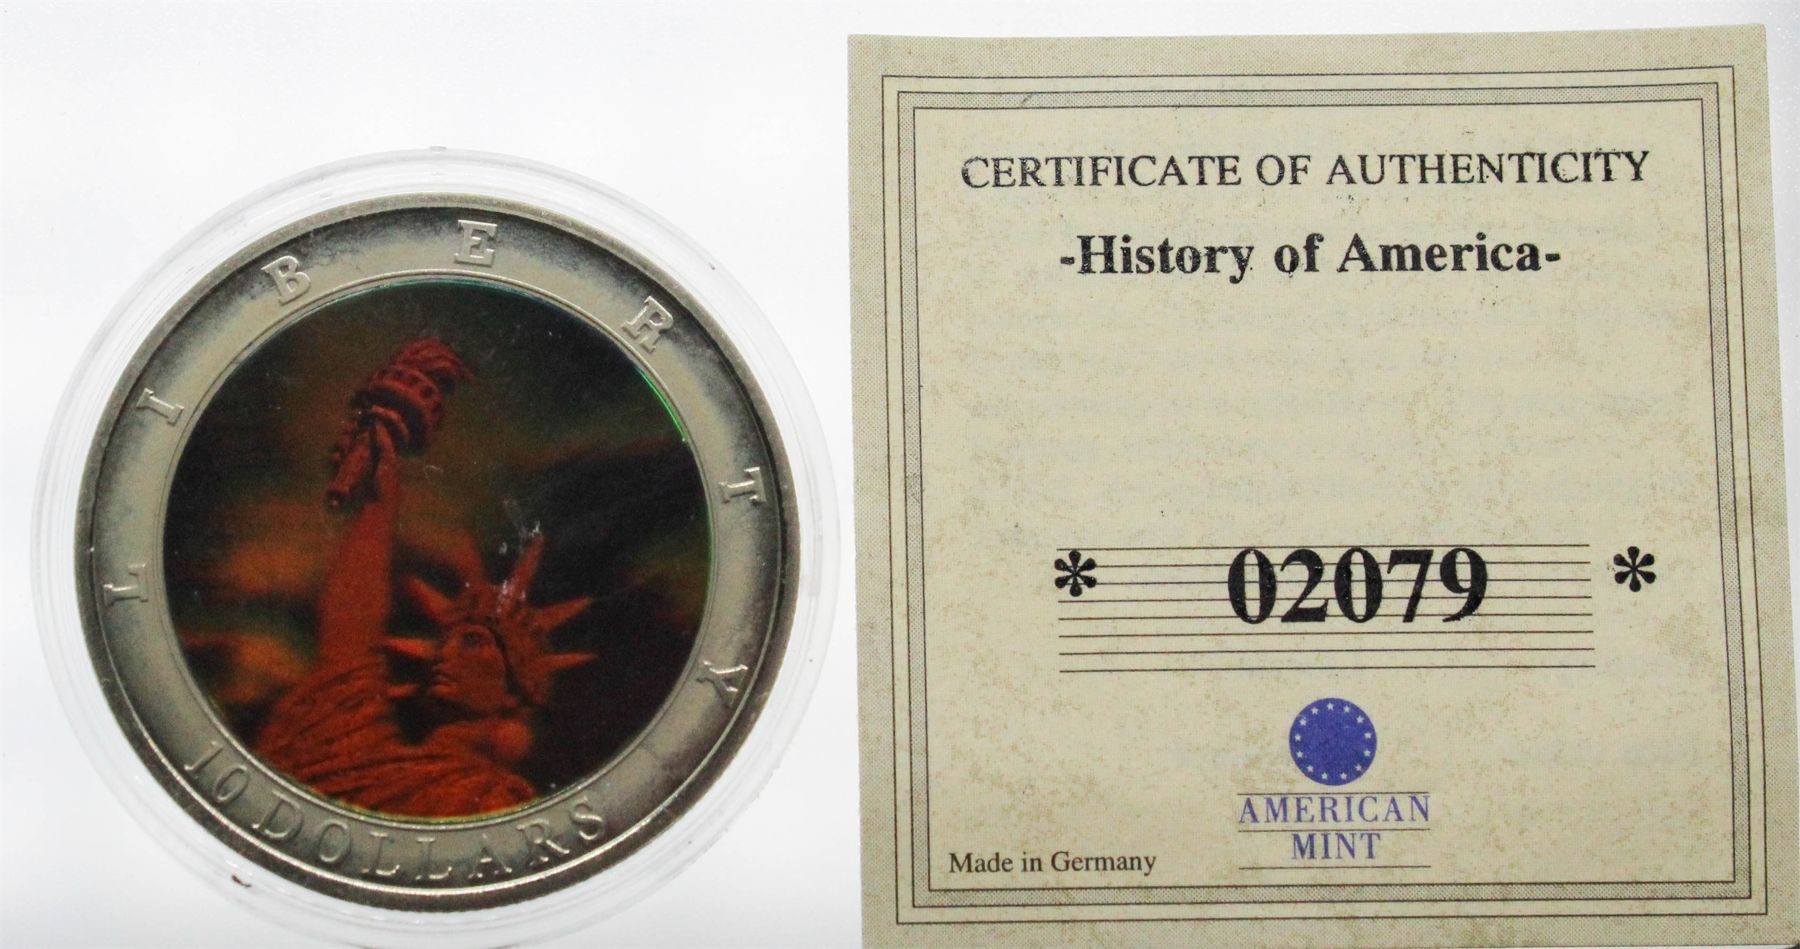 LIBERTY
10 DOLLARS
CERTIFICATE OF AUTHENTICITY
-History of America-
* 02079 *
AMERICAN
MINT
Made in Germany